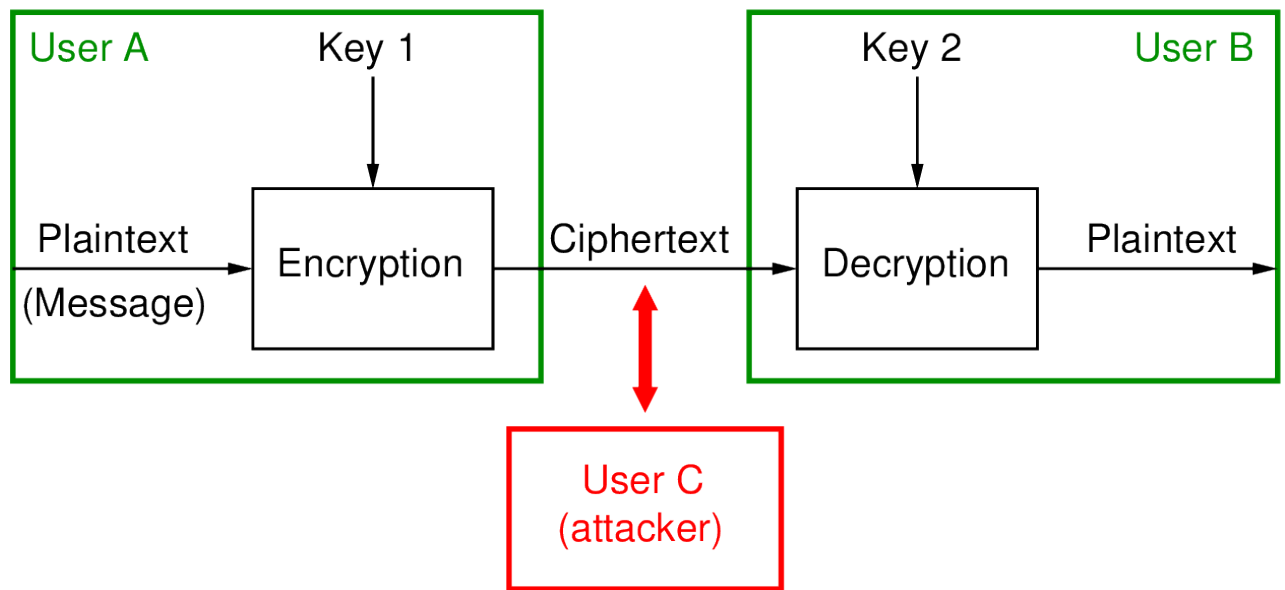 User A
Key 1
Key 2
User B
Plaintext
(Message)
Encryption
Ciphertext
Decryption
Plaintext
User C
(attacker)